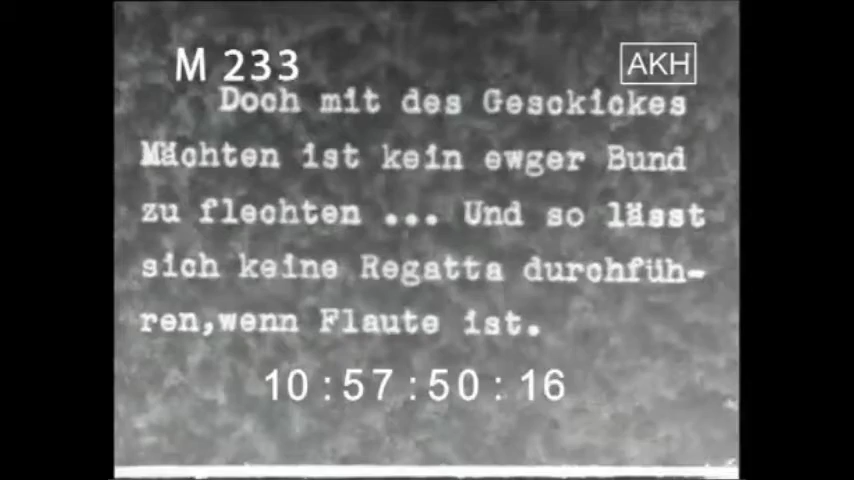 M 233
AKH
Doch mit des Gesckickes
Mächten ist kein ewger Bund
zu flechten ... Und so lässt
sich keine Regatta durchfüh-
ren,wenn Flaute ist.
10:57:50:16